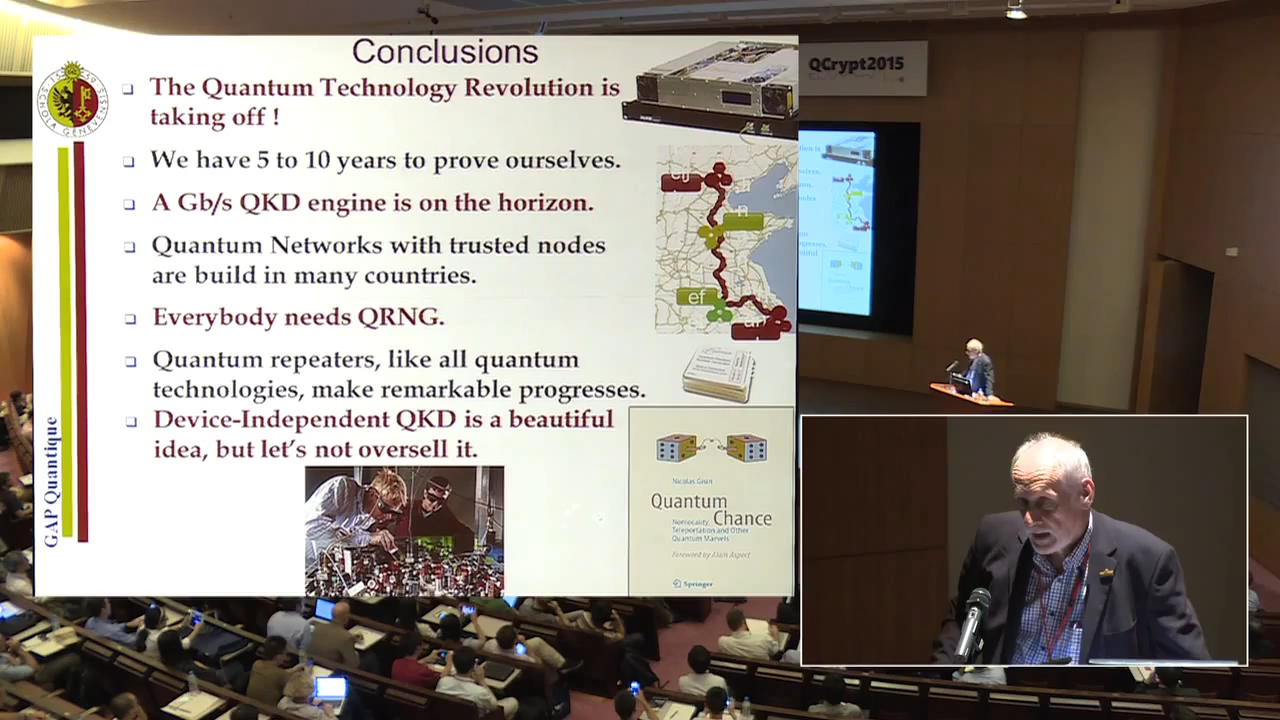 Conclusions
The Quantum Technology Revolution is
taking off !
We have 5 to 10 years to prove ourselves.
A Gb/s QKD engine is on the horizon.
Quantum Networks with trusted nodes
are build in many countries.
Everybody needs QRNG.
Quantum repeaters, like all quantum
technologies, make remarkable progresses.
Device-Independent QKD is a beautiful
idea, but let's not oversell it.
GAP Quantique
SCHOLA GENEVENSIS
ef
Nicolas Gisin
Quantum
Chance
Nonlocality,
Teleportation and Other
Quantum Marvels
Foreword by Alain Aspect
Springer
QCrypt2015